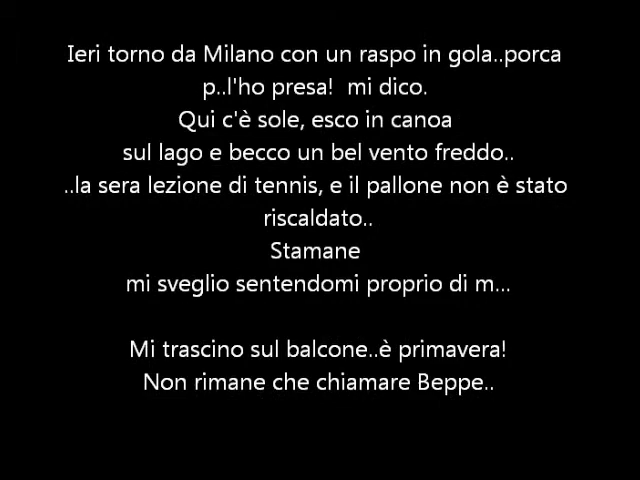 Ieri torno da Milano con un raspo in gola..porca
p..l'ho presa!  mi dico.
Qui c'è sole, esco in canoa
sul lago e becco un bel vento freddo..
..la sera lezione di tennis, e il pallone non è stato
riscaldato..
Stamane
mi sveglio sentendomi proprio di m...
Mi trascino sul balcone..è primavera!
Non rimane che chiamare Beppe..